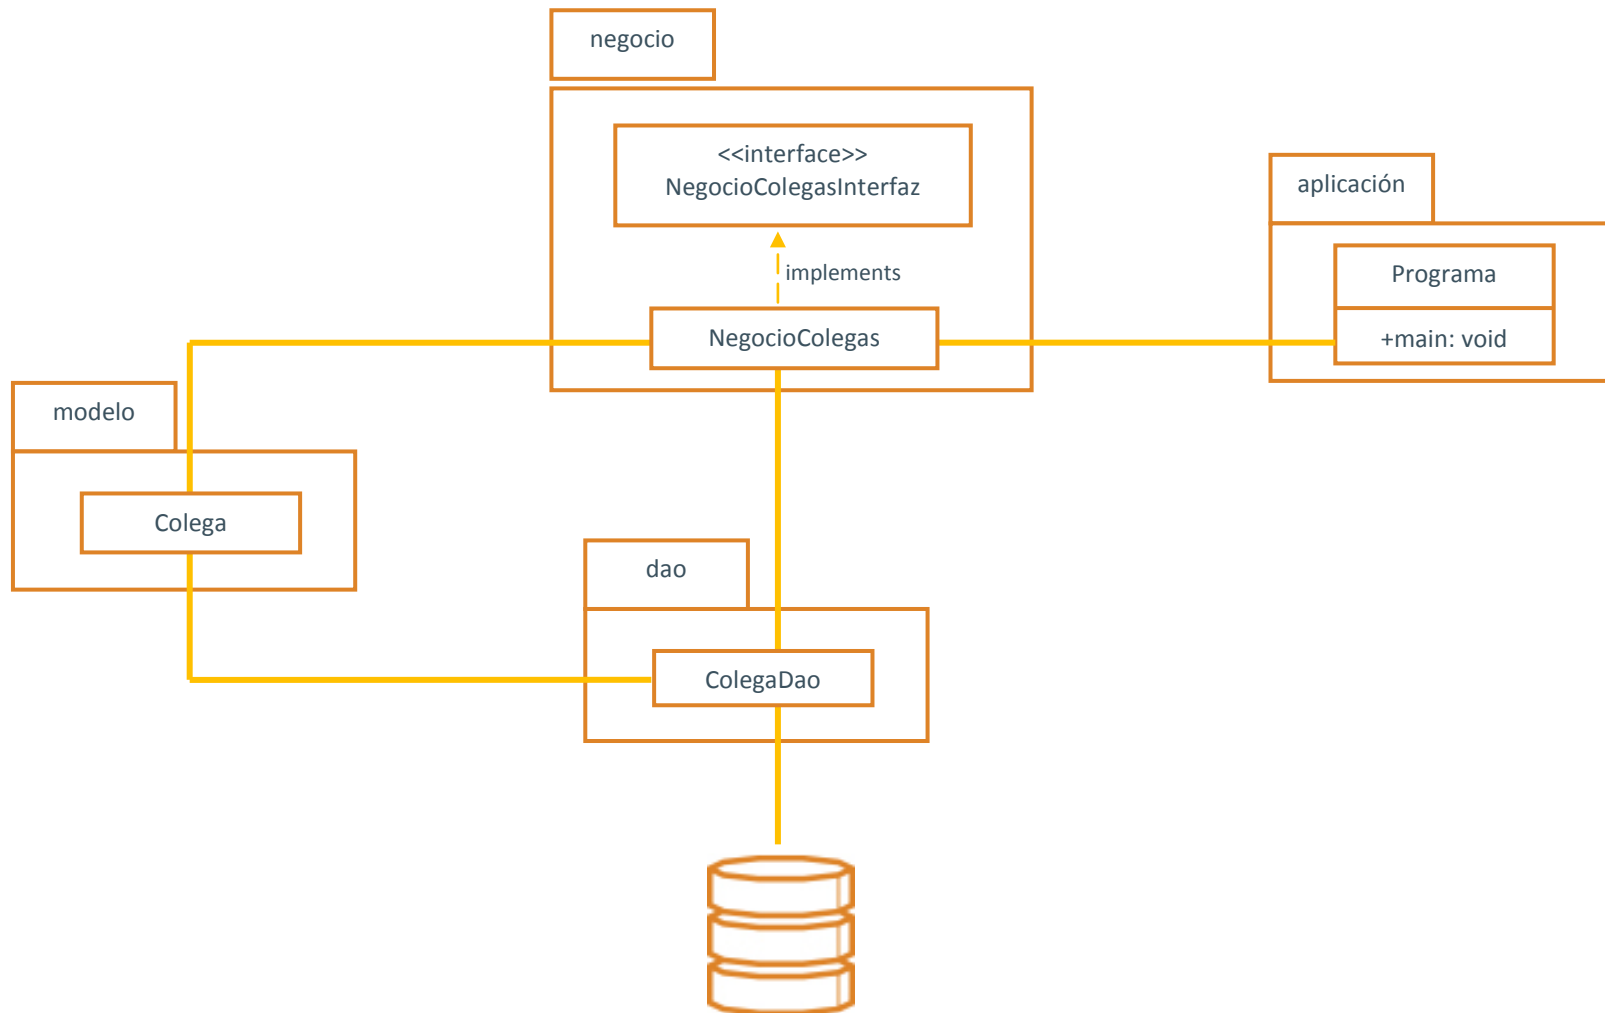 negocio
<<interface>>
NegocioColegasInterfaz
aplicación
implements
Programa
NegocioColegas
+main: void
modelo
Colega
dao
ColegaDao